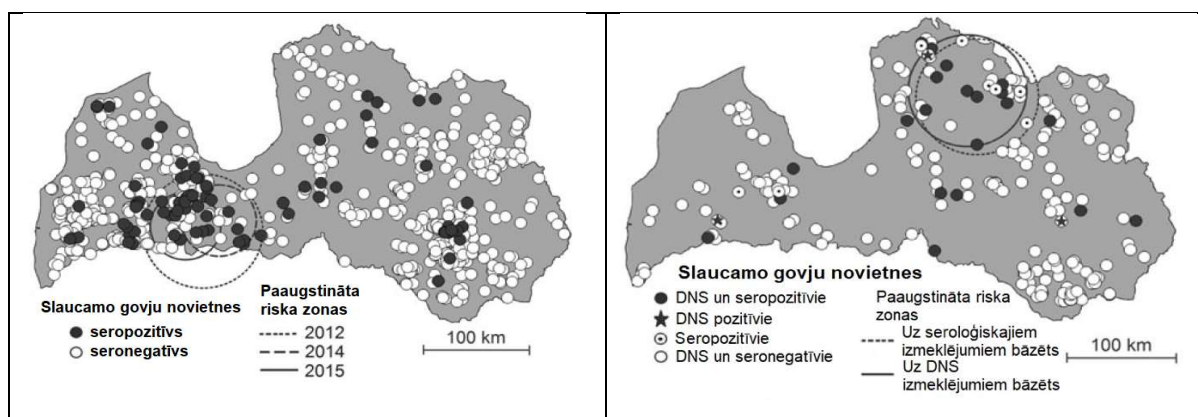 Slaucamo govju novietnes
seropozitīvs
seronegatīvs
Paaugstināta
riska zonas
2012
2014
2015
100 km
Slaucamo govju novietnes
DNS un seropozitīvie
DNS pozitīvie
Seropozitīvie
DNS un seronegatīvie
Paaugstināta riska
zonas
Uz seroloģiskajiem
izmeklējumiem bāzēts
Uz DNS
izmeklējumiem bāzēts
100 km